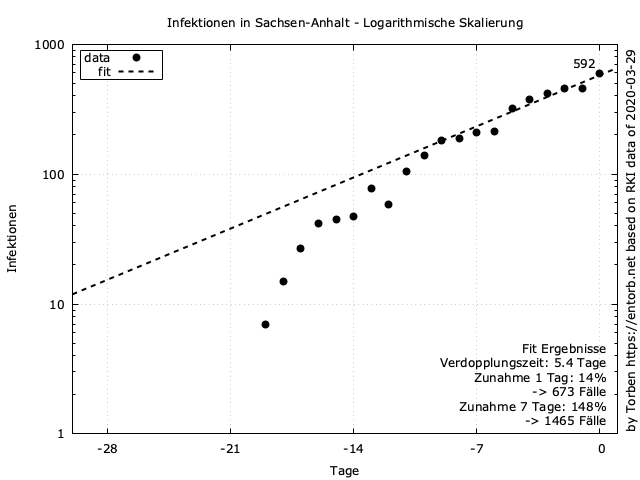 Infektionen in Sachsen-Anhalt - Logarithmische Skalierung
1000
100
10
1
Infektionen
data
fit
592
Fit Ergebnisse
Verdopplungszeit: 5.4 Tage
Zunahme 1 Tag: 14%
-> 673 Fälle
Zunahme 7 Tage: 148%
-> 1465 Fälle
-28 -21 -14 -7 0
Tage
by Torben https://entorb.net based on RKI data of 2020-03-29